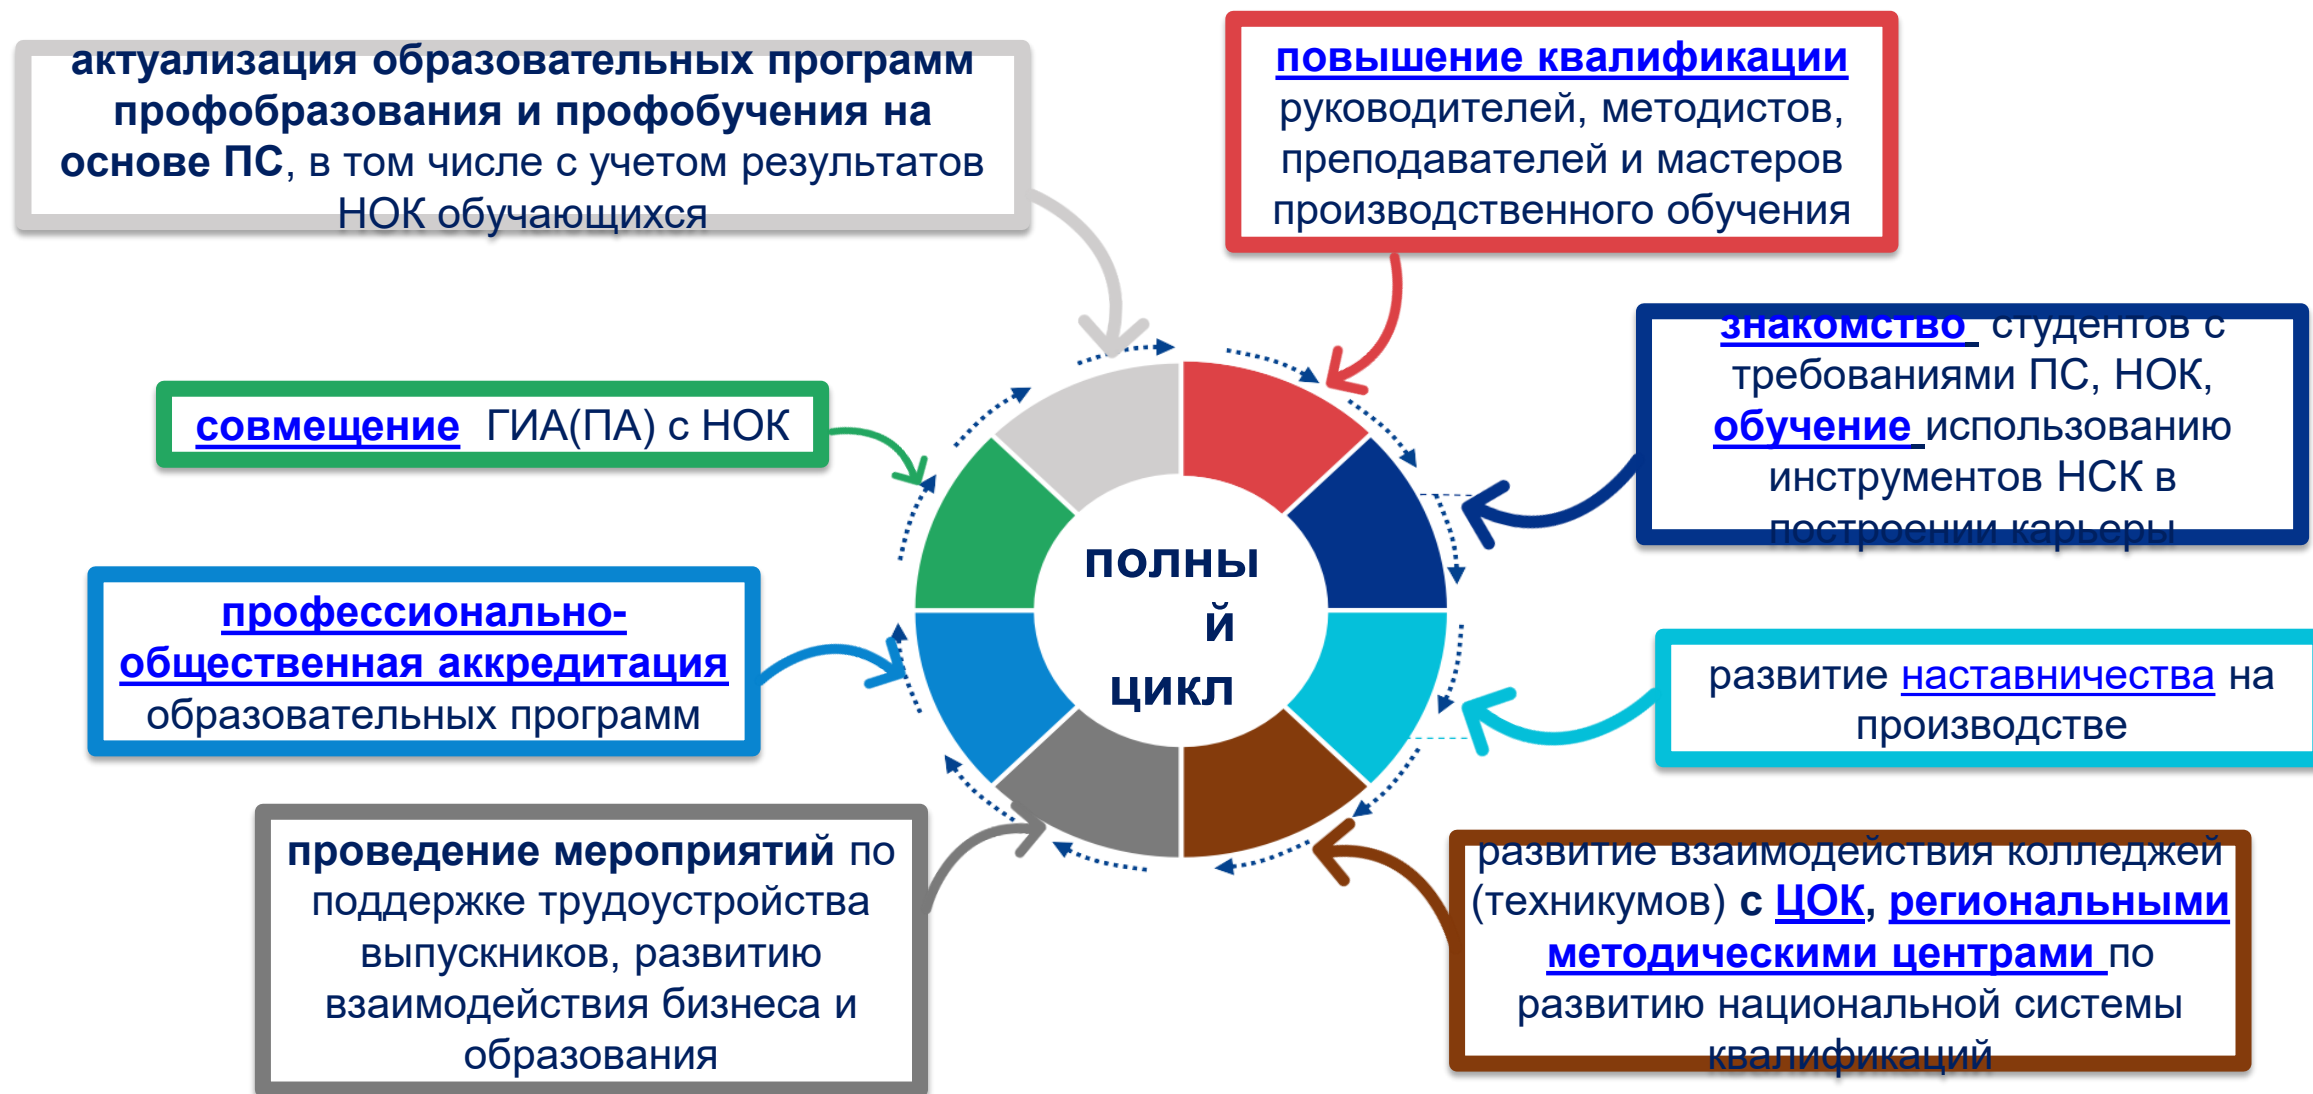 актуализация образовательных программ
профобразования и профобучения на
основе ПС, в том числе с учетом результатов
НОК обучающихся
повышение квалификации
руководителей, методистов,
преподавателей и мастеров
производственного обучения
знакомство студентов с
требованиями ПС, НОК,
обучение использованию
инструментов НСК в
построении карьеры
совмещение ГИА(ПА) с НОК
полны
й
цикл
профессионально-
общественная аккредитация
образовательных программ
развитие наставничества на
производстве
проведение мероприятий по
поддержке трудоустройства
выпускников, развитию
взаимодействия бизнеса и
образования
развитие взаимодействия колледжей
(техникумов) с ЦОК, региональными
методическими центрами по
развитию национальной системы
квалификаций